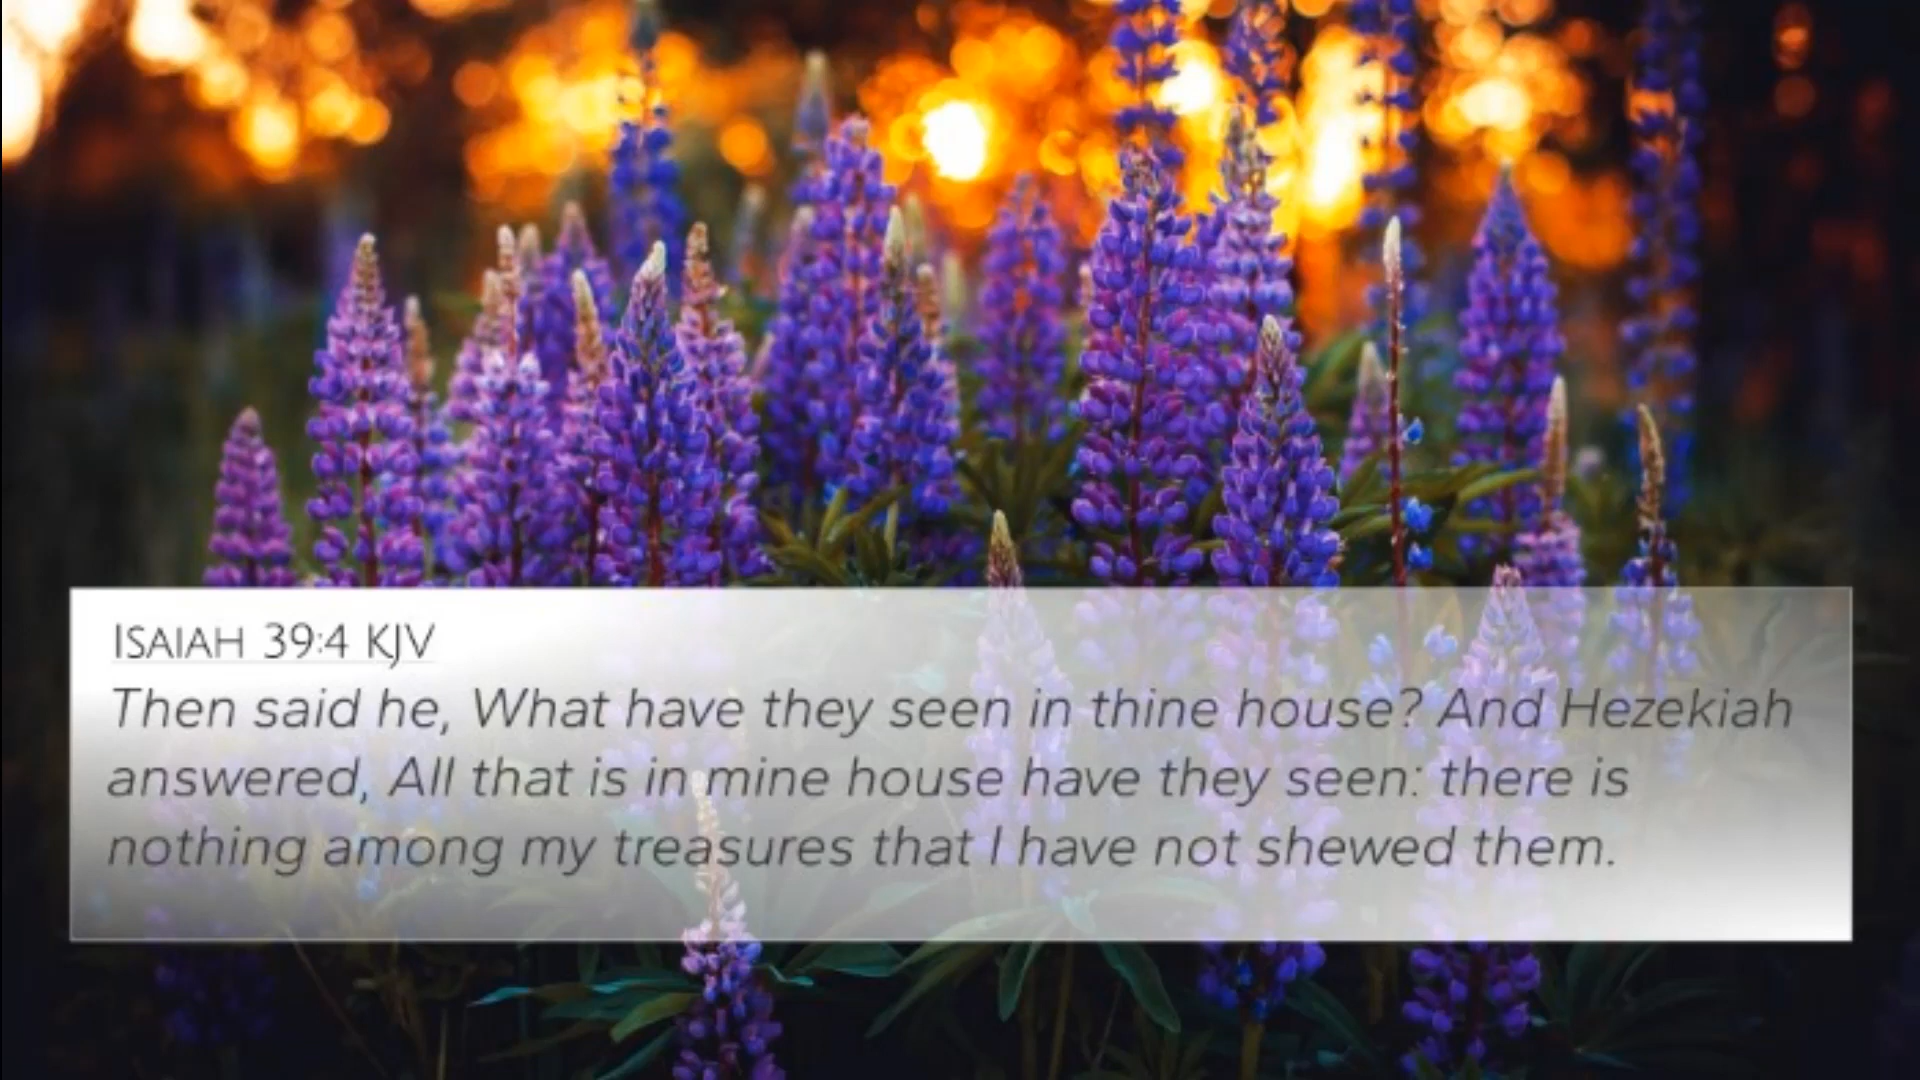 ISAIAH 39:4 KJV
Then said he, What have they seen in thine house? And Hezekiah
answered, All that is in mine house have they seen: there is
nothing among my treasures that I have not shewed them.